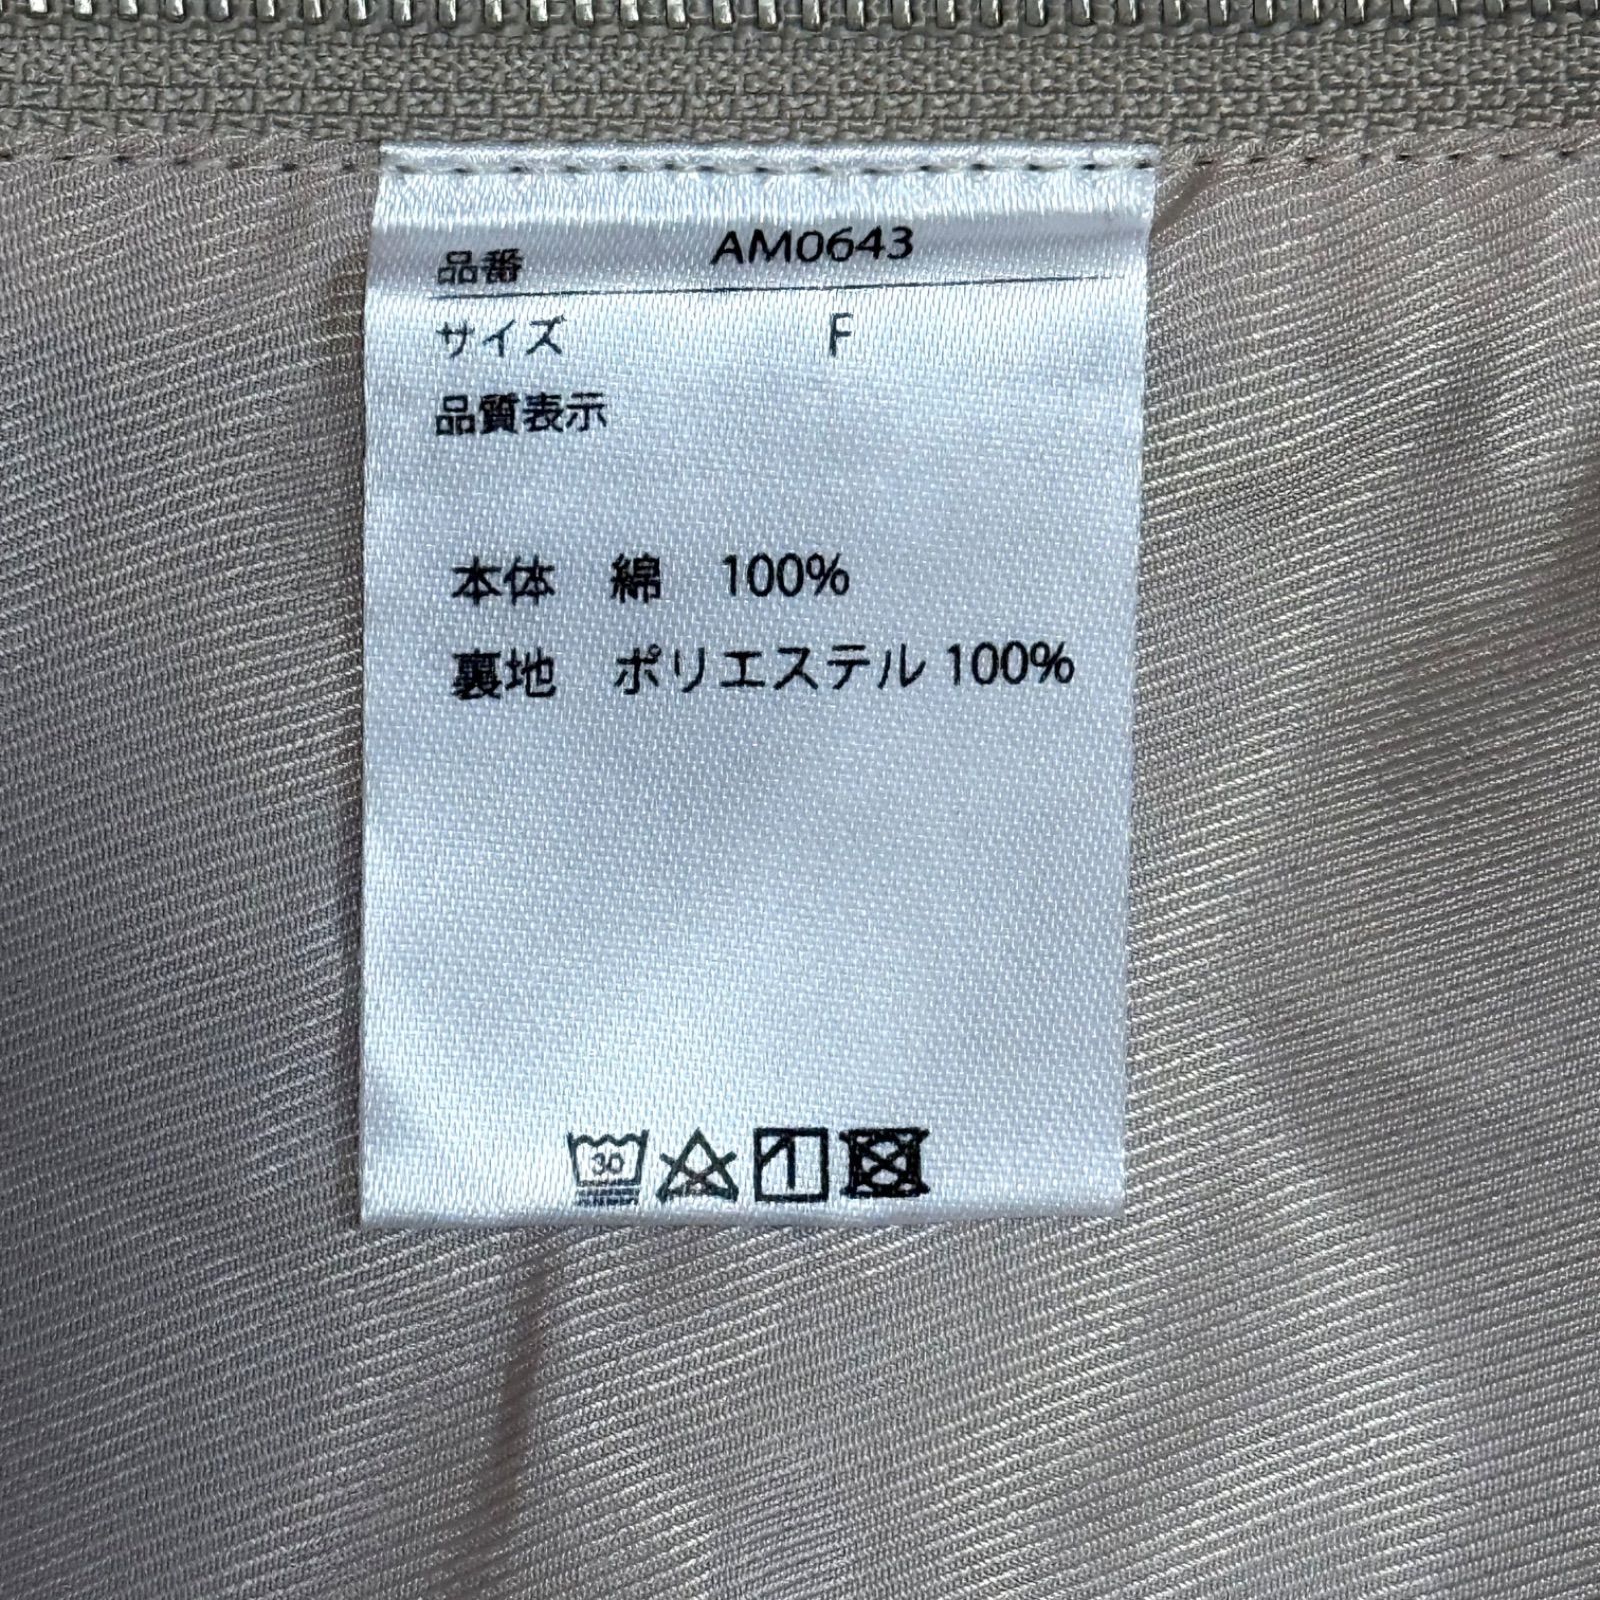 品番 AM0643
サイズ F
品質表示
本体 綿 100%
裏地 ポリエステル 100%
30